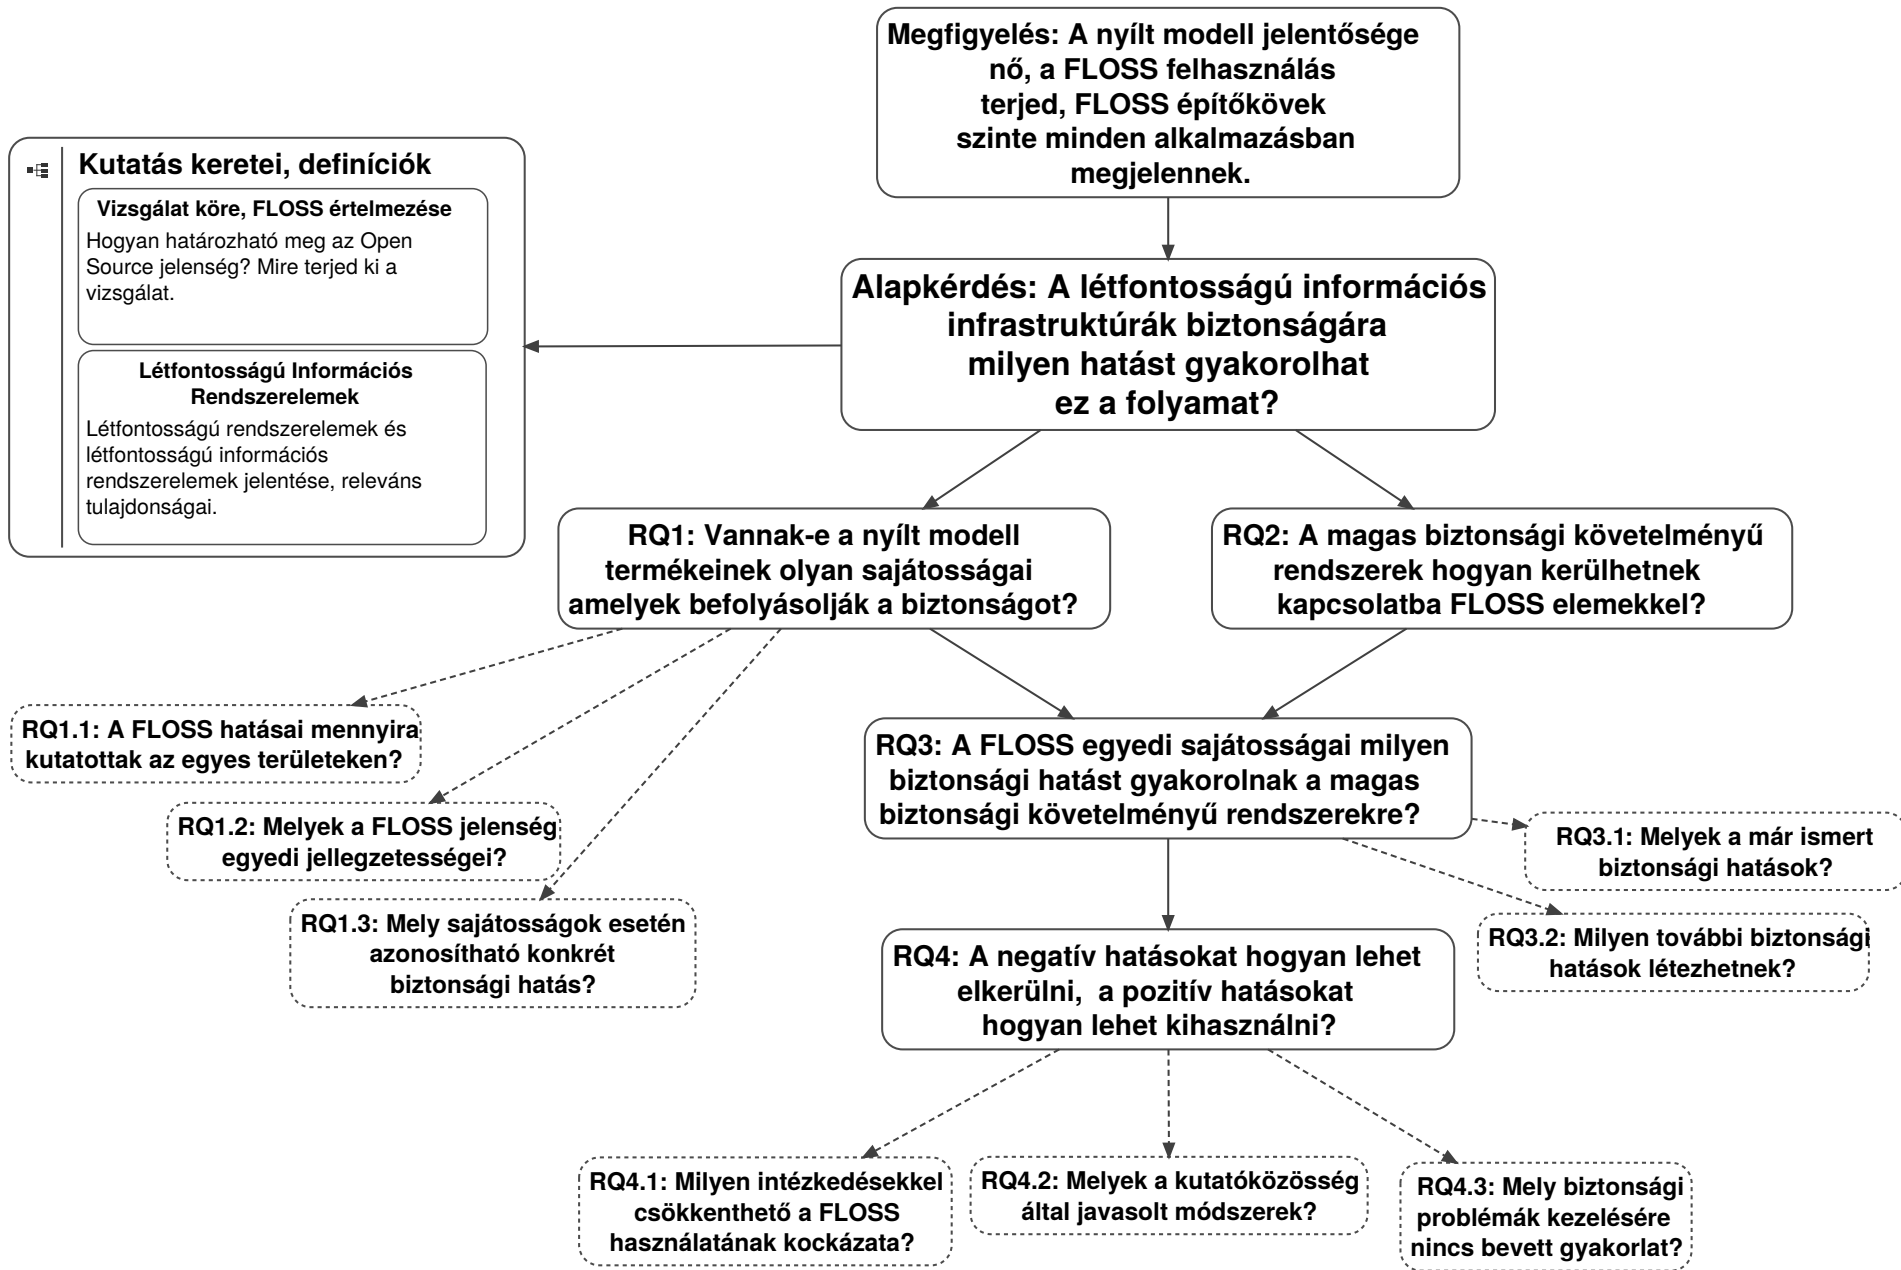 Megfigyelés: A nyílt modell jelentősége
nő, a FLOSS felhasználás
terjed, FLOSS építőkövek
szinte minden alkalmazásban
megjelennek.
Kutatás keretei, definíciók
Vizsgálat köre, FLOSS értelmezése
Hogyan határozható meg az Open
Source jelenség? Mire terjed ki a
vizsgálat.
Létfontosságú Információs
Rendszerelemek
Létfontosságú rendszerelemek és
létfontosságú információs
rendszerelemek jelentése, releváns
tulajdonságai.
Alapkérdés: A létfontosságú információs
infrastruktúrák biztonságára
milyen hatást gyakorolhat
ez a folyamat?
RQ1: Vannak-e a nyílt modell
termékeinek olyan sajátosságai
amelyek befolyásolják a biztonságot?
RQ2: A magas biztonsági követelményű
rendszerek hogyan kerülhetnek
kapcsolatba FLOSS elemekkel?
RQ1.1: A FLOSS hatásai mennyira
kutatottak az egyes területeken?
RQ1.2: Melyek a FLOSS jelenség
egyedi jellegzetességei?
RQ1.3: Mely sajátosságok esetén
azonosítható konkrét
biztonsági hatás?
RQ3: A FLOSS egyedi sajátosságai milyen
biztonsági hatást gyakorolnak a magas
biztonsági követelményű rendszerekre?
RQ3.1: Melyek a már ismert
biztonsági hatások?
RQ3.2: Milyen további biztonsági
hatások létezhetnek?
RQ4: A negatív hatásokat hogyan lehet
elkerülni,  a pozitív hatásokat
hogyan lehet kihasználni?
RQ4.1: Milyen intézkedésekkel
csökkenthető a FLOSS
használatának kockázata?
RQ4.2: Melyek a kutatóközösség
által javasolt módszerek?
RQ4.3: Mely biztonsági
problémák kezelésére
nincs bevett gyakorlat?